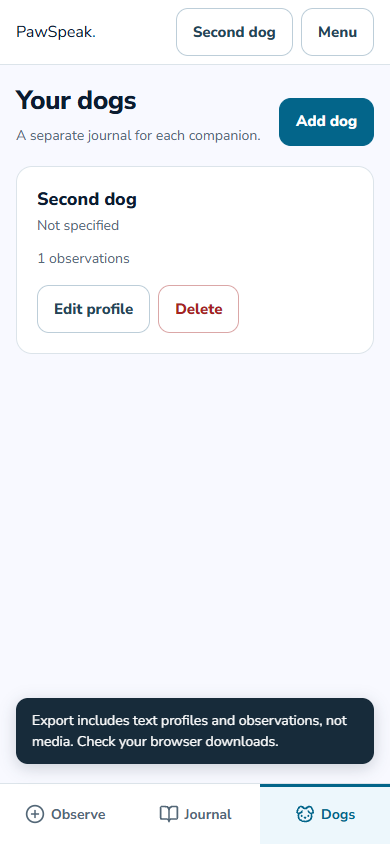 PawSpeak.
Second dog
Menu
Your dogs
A separate journal for each companion.
Add dog
Second dog
Not specified
1 observations
Edit profile
Delete
Export includes text profiles and observations, not
media. Check your browser downloads.
Observe
Journal
Dogs